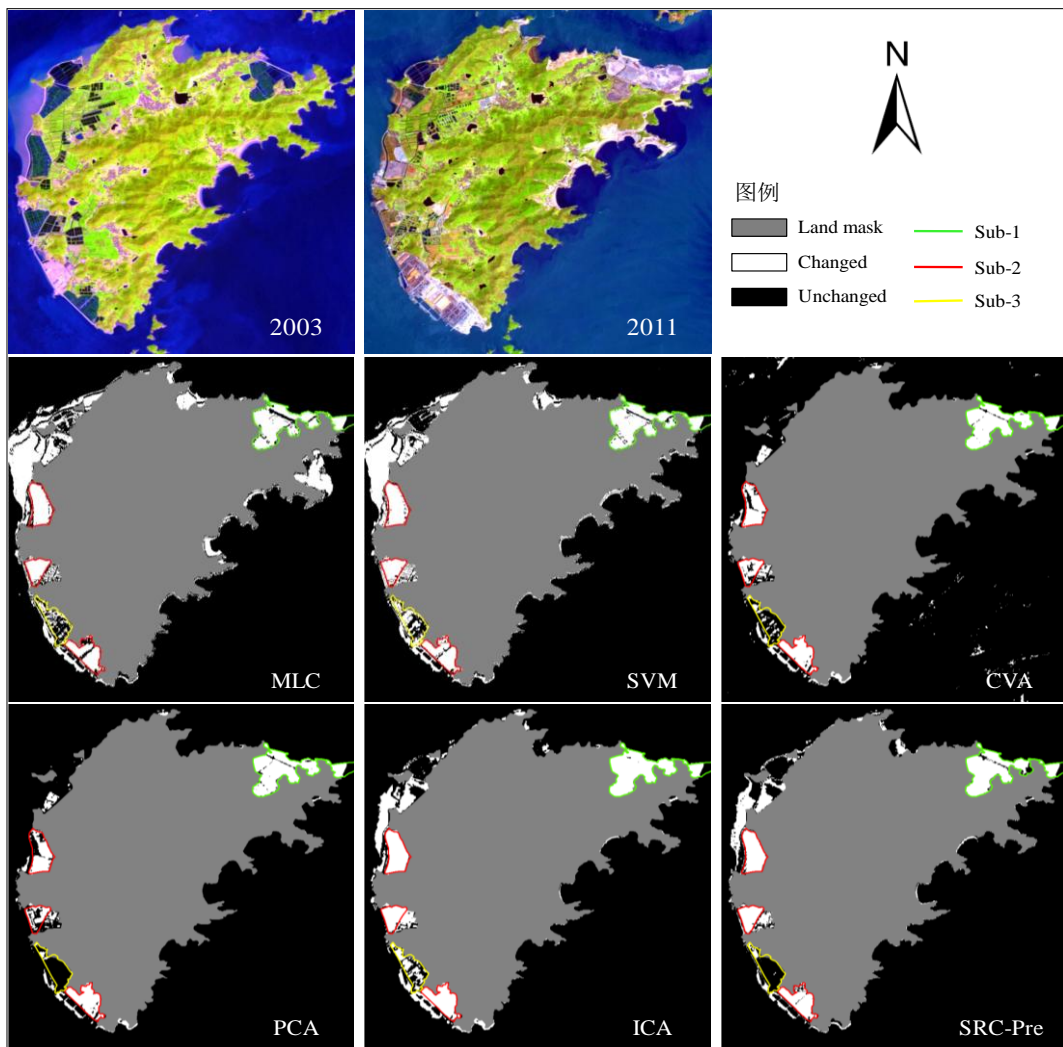 N
2003
2011
图例
Land mask
Sub-1
Changed
Sub-2
Unchanged
Sub-3
MLC
SVM
CVA
PCA
ICA
SRC-Pre